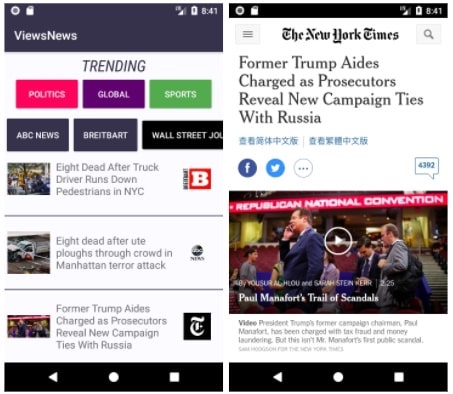 8:41
ViewsNews
TRENDING
POLITICS
GLOBAL
SPORTS
ABC NEWS
BREITBART
WALL STREET JOU
Eight Dead After Truck
Driver Runs Down
Pedestrians in NYC
BREITBART
B
Eight dead after ute
ploughs through crowd in
Manhattan terror attack
abc
NEWS
Former Trump Aides
Charged as Prosecutors
Reveal New Campaign
Ties With Russia
T
8:41
The New York Times
Former Trump Aides
Charged as Prosecutors
Reveal New Campaign Ties
With Russia
查看简体中文版 | 查看繁體中文版
f
4392
REPUBLICAN NATIONAL CONVENTION
By YOUSUR AL-HLOU and SARAH STEIN KERR | 2:25
Paul Manafort's Trail of Scandals
Video President Trump's former campaign chairman, Paul
Manafort, has been charged with tax fraud and money
laundering. But this isn't Mr. Manafort's first public scandal.
SAM HODGSON FOR THE NEW YORK TIMES